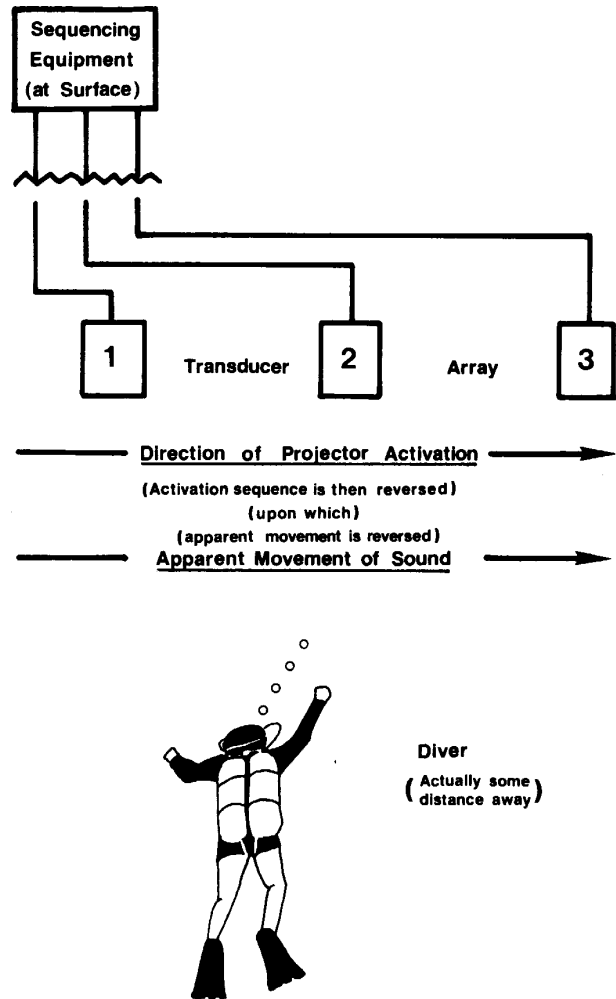 Sequencing
Equipment
(at Surface)
1 Transducer 2 Array 3
Direction of Projector Activation
(Activation sequence is then reversed)
(upon which)
(apparent movement is reversed)
Apparent Movement of Sound
Diver
(Actually some
distance away)